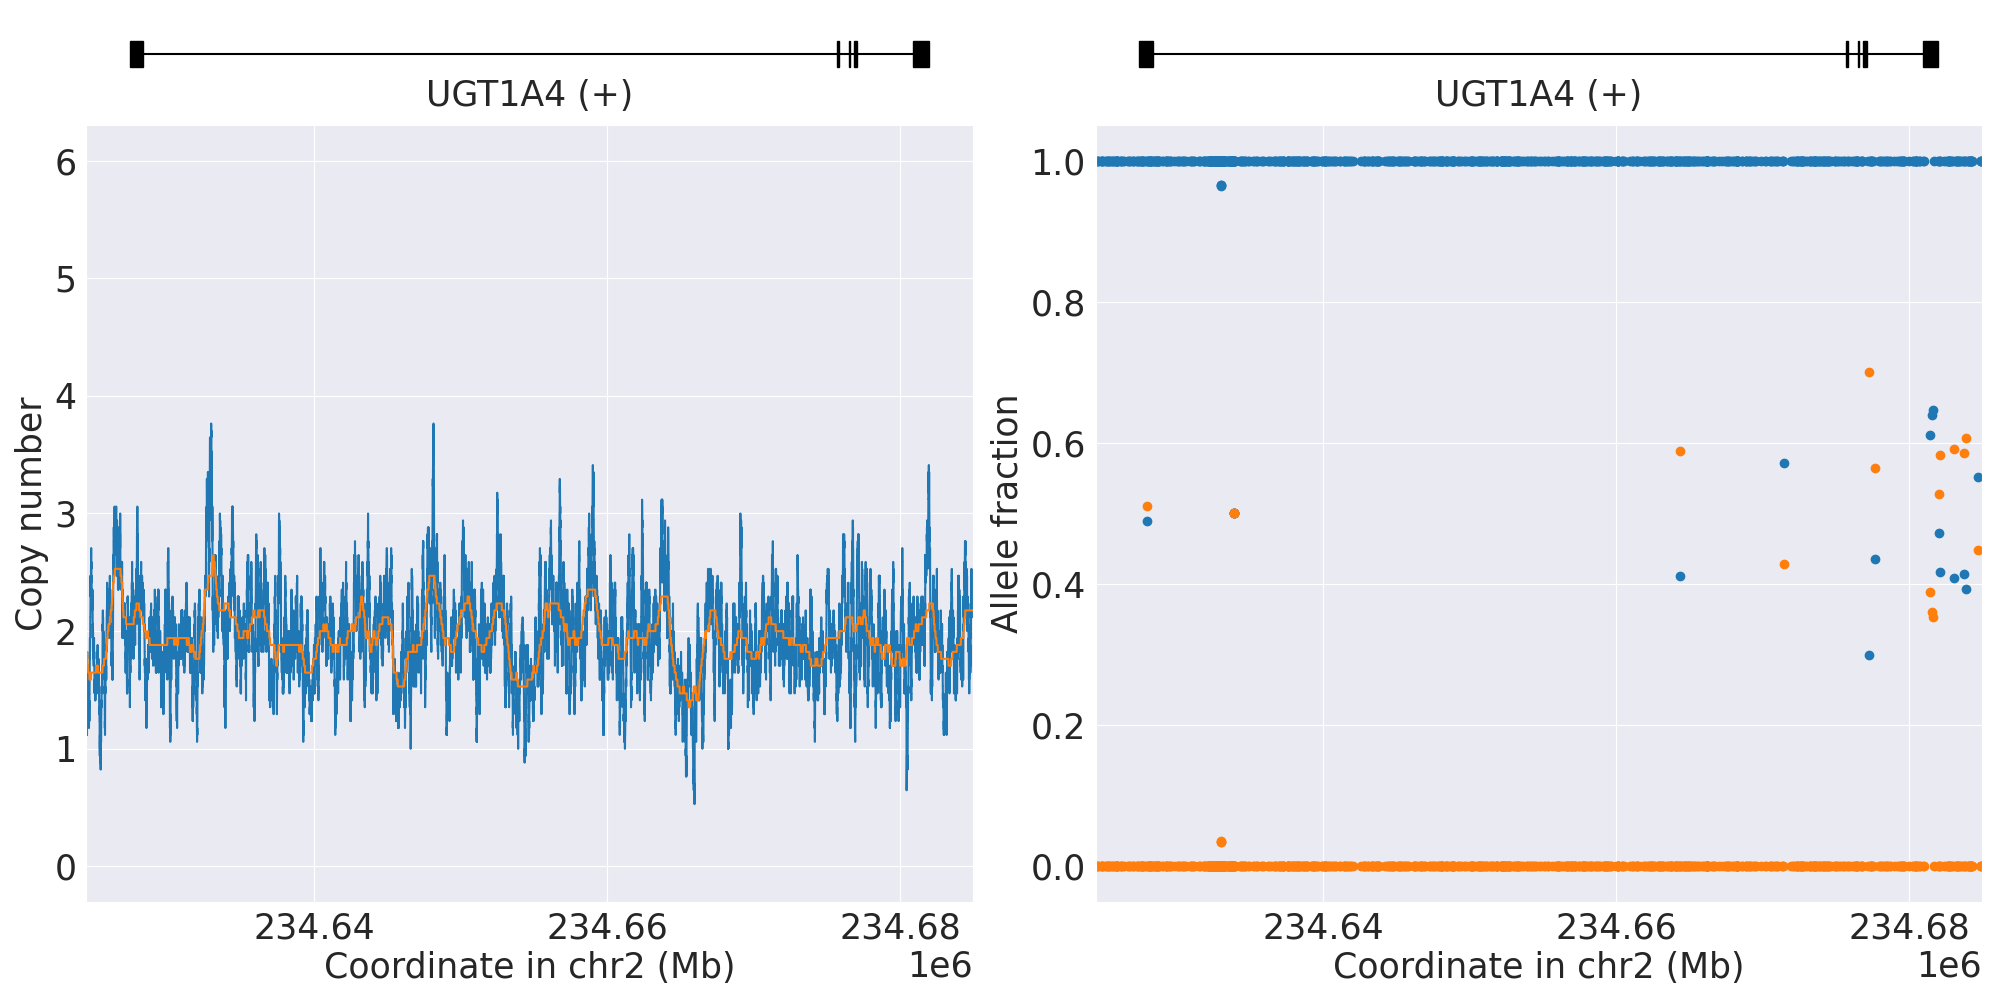 UGT1A4 (+)
Copy number
6
5
4
3
2
1
0
234.64
234.66
234.68
Coordinate in chr2 (Mb)
1e6
UGT1A4 (+)
Allele fraction
1.0
0.8
0.6
0.4
0.2
0.0
234.64
234.66
234.68
Coordinate in chr2 (Mb)
1e6